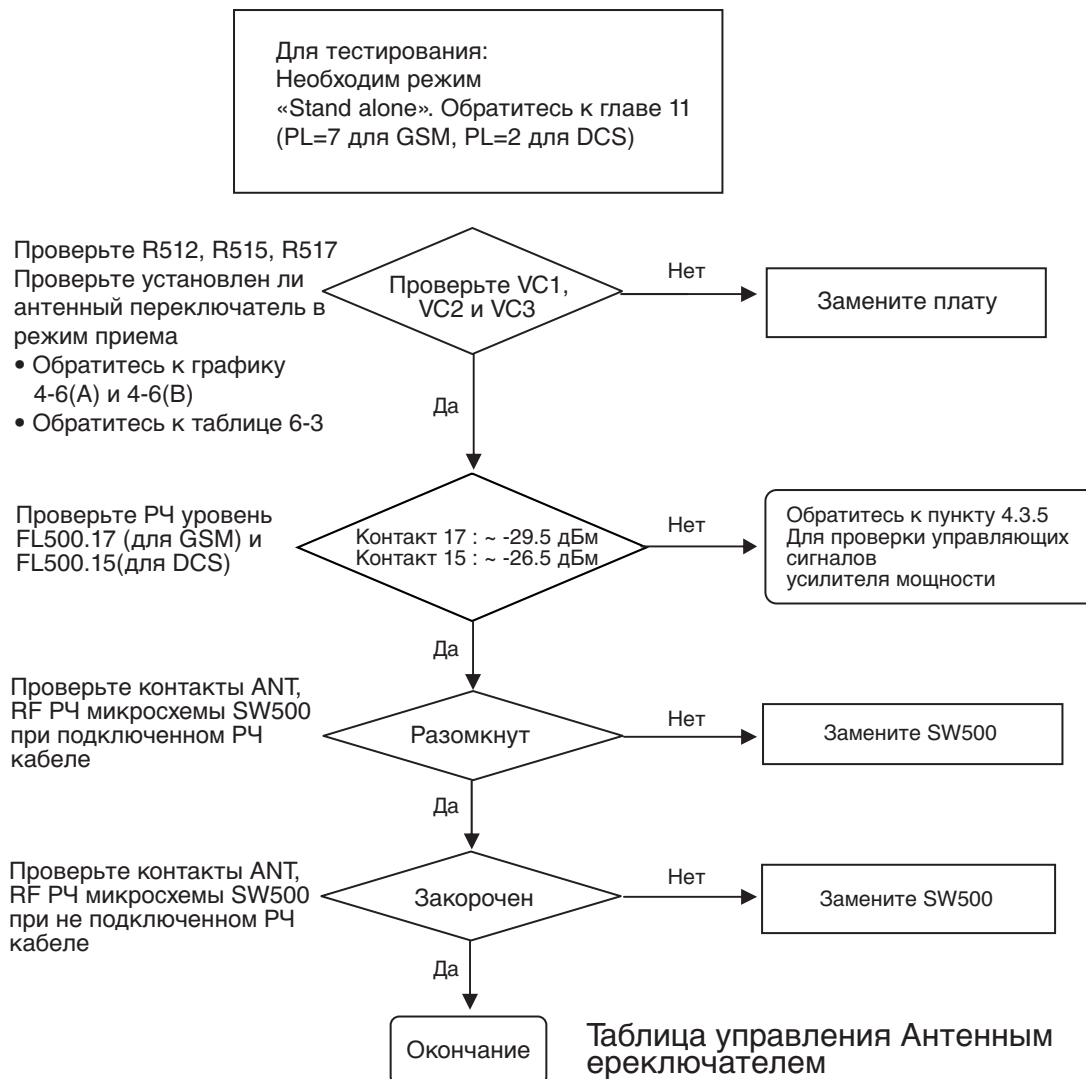 Для тестирования:
Необходим режим
«Stand alone». Обратитесь к главе 11
(PL=7 для GSM, PL=2 для DCS)
Проверьте R512, R515, R517
Проверьте установлен ли
антенный переключатель в
режим приема
• Обратитесь к графику
4-6(A) и 4-6(B)
• Обратитесь к таблице 6-3
Проверьте VC1,
VC2 и VC3
Нет
Замените плату
Да
Проверьте РЧ уровень
FL500.17 (для GSM) и
FL500.15(для DCS)
Контакт 17 : ~ -29.5 дБм
Контакт 15 : ~ -26.5 дБм
Нет
Обратитесь к пункту 4.3.5
Для проверки управляющих
сигналов
усилителя мощности
Да
Проверьте контакты ANT,
RF РЧ микросхемы SW500
при подключенном РЧ
кабеле
Разомкнут
Нет
Замените SW500
Да
Проверьте контакты ANT,
RF РЧ микросхемы SW500
при не подключенном РЧ
кабеле
Закорочен
Нет
Замените SW500
Да
Окончание
Таблица управления Антенным
ереключателем